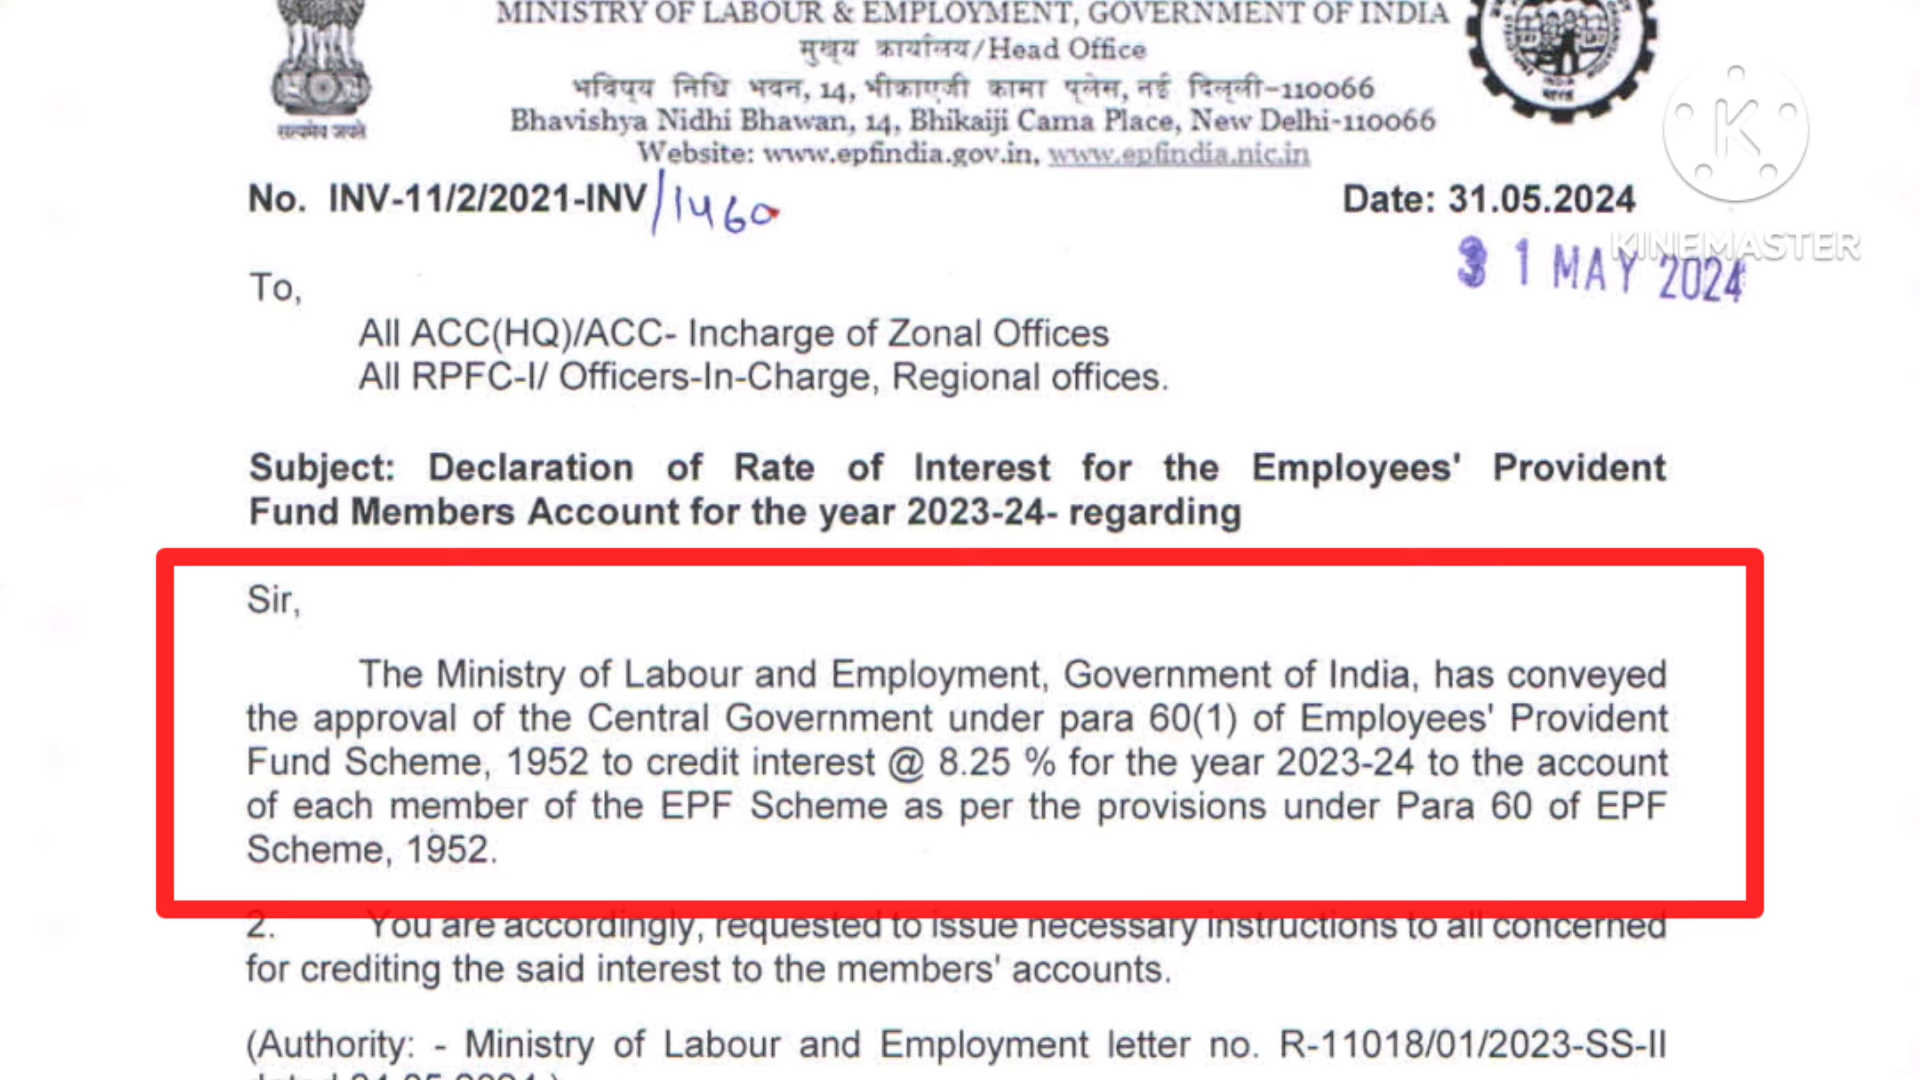 MINISTRY OF LABOUR & EMPLOYMENT, GOVERNMENT OF INDIA
मुख्य कार्यालय/Head Office
भविष्य निधि भवन, 14, भीकाएजी कामा प्लेस, नई दिल्ली-110066
Bhavishya Nidhi Bhawan, 14, Bhikaiji Cama Place, New Delhi-110066
Website: www.epfindia.gov.in, www.epfindia.nic.in
सत्यमेव जयते
INDIA
भारत
K
KINEMASTER
No. INV-11/2/2021-INV/1460
Date: 31.05.2024
31 MAY 2024
To,
All ACC(HQ)/ACC- Incharge of Zonal Offices
All RPFC-I/ Officers-In-Charge, Regional offices.
Subject: Declaration of Rate of Interest for the Employees' Provident
Fund Members Account for the year 2023-24- regarding
Sir,
The Ministry of Labour and Employment, Government of India, has conveyed
the approval of the Central Government under para 60(1) of Employees' Provident
Fund Scheme, 1952 to credit interest @ 8.25 % for the year 2023-24 to the account
of each member of the EPF Scheme as per the provisions under Para 60 of EPF
Scheme, 1952.
2. You are accordingly, requested to issue necessary instructions to all concerned
for crediting the said interest to the members' accounts.
(Authority: - Ministry of Labour and Employment letter no. R-11018/01/2023-SS-II